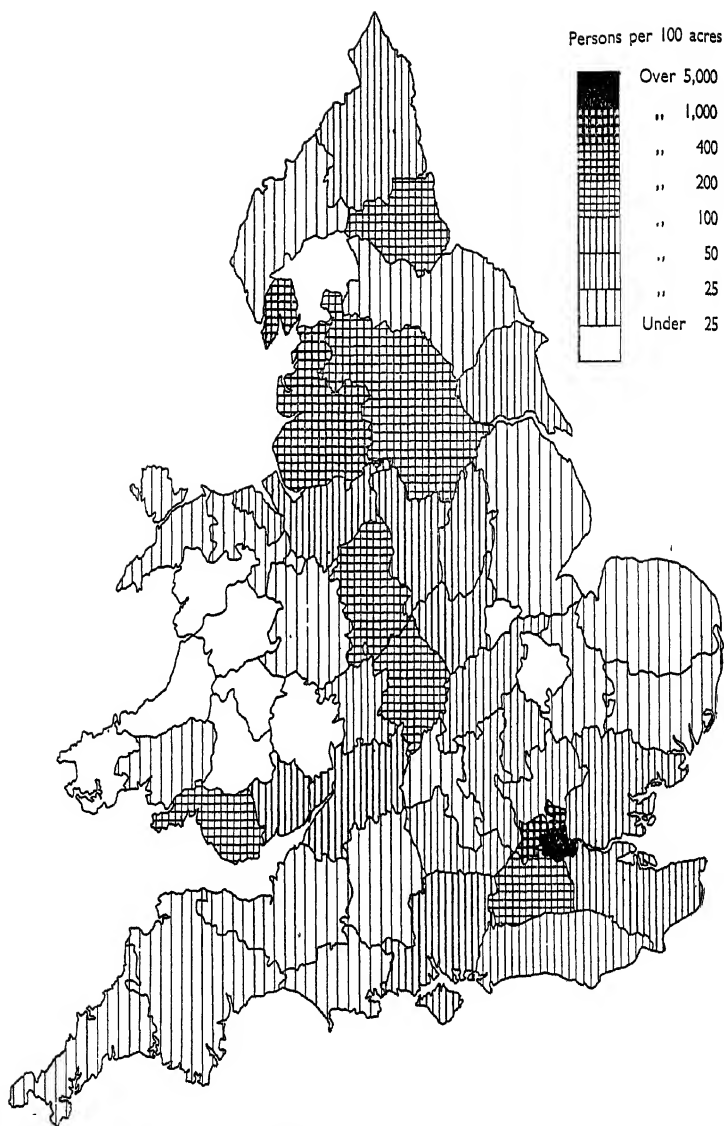 Persons per 100 acres
Over 5,000
,, 1,000
,, 400
,, 200
,, 100
,, 50
,, 25
Under 25